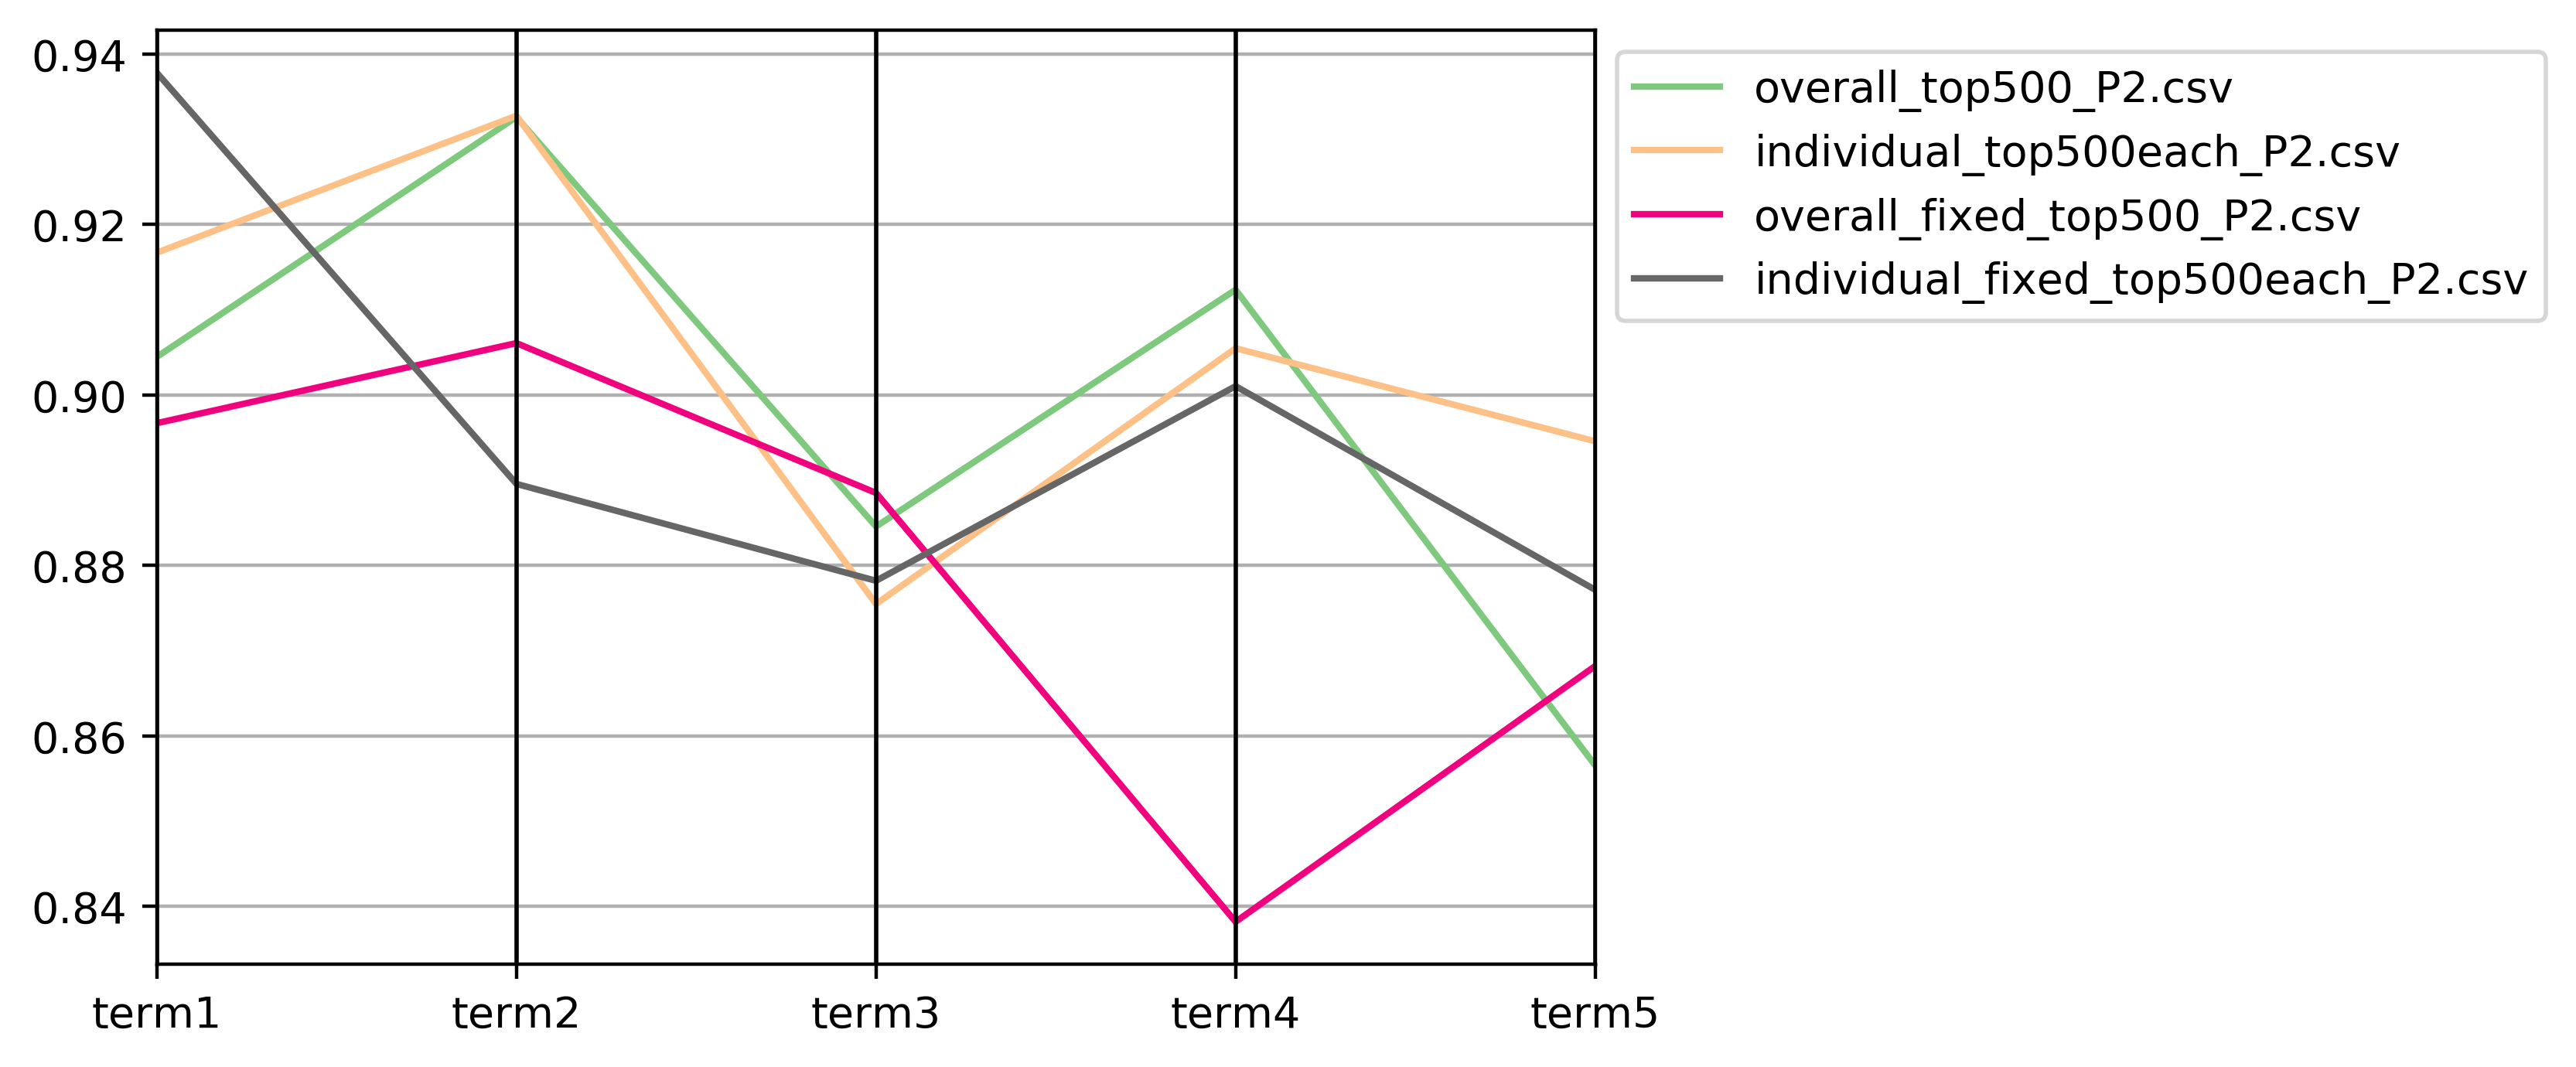 0.94
0.92
0.90
0.88
0.86
0.84
term1
term2
term3
term4
term5
overall_top500_P2.csv
individual_top500each_P2.csv
overall_fixed_top500_P2.csv
individual_fixed_top500each_P2.csv